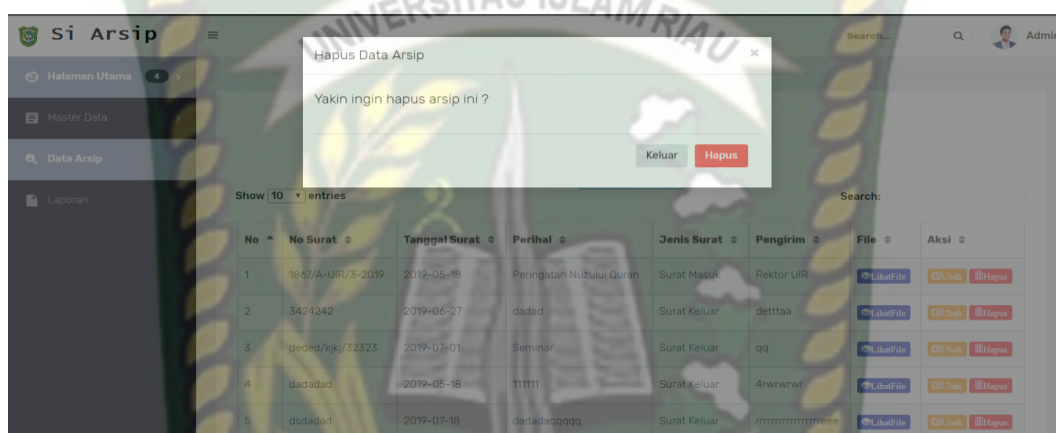 UNIVERSITAS ISLAM RIAU
Si Arsip
Search...
Admin
Hapus Data Arsip ×
Yakin ingin hapus arsip ini ?
Keluar Hapus
Halaman Utama 4
Master Data
Data Arsip
Laporan
Show 10 entries
Search:
No No Surat Tanggal Surat Perihal Jenis Surat Pengirim File Aksi
1 1867/A-UIR/3-2019 2019-05-18 Peringatan Nuzulul Quran Surat Masuk Rektor UIR LihatFile Ubah Hapus
2 3424242 2019-06-27 dadad Surat Keluar detttaa LihatFile Ubah Hapus
3 deded/kjkj/32323 2019-07-01 Seminar Surat Keluar qq LihatFile Ubah Hapus
4 dadadad 2019-05-18 111111 Surat Keluar 4rwrwrwr LihatFile Ubah Hapus
5 dsdadad 2019-07-18 dadadaqqqqq Surat Keluar LihatFile Ubah Hapus